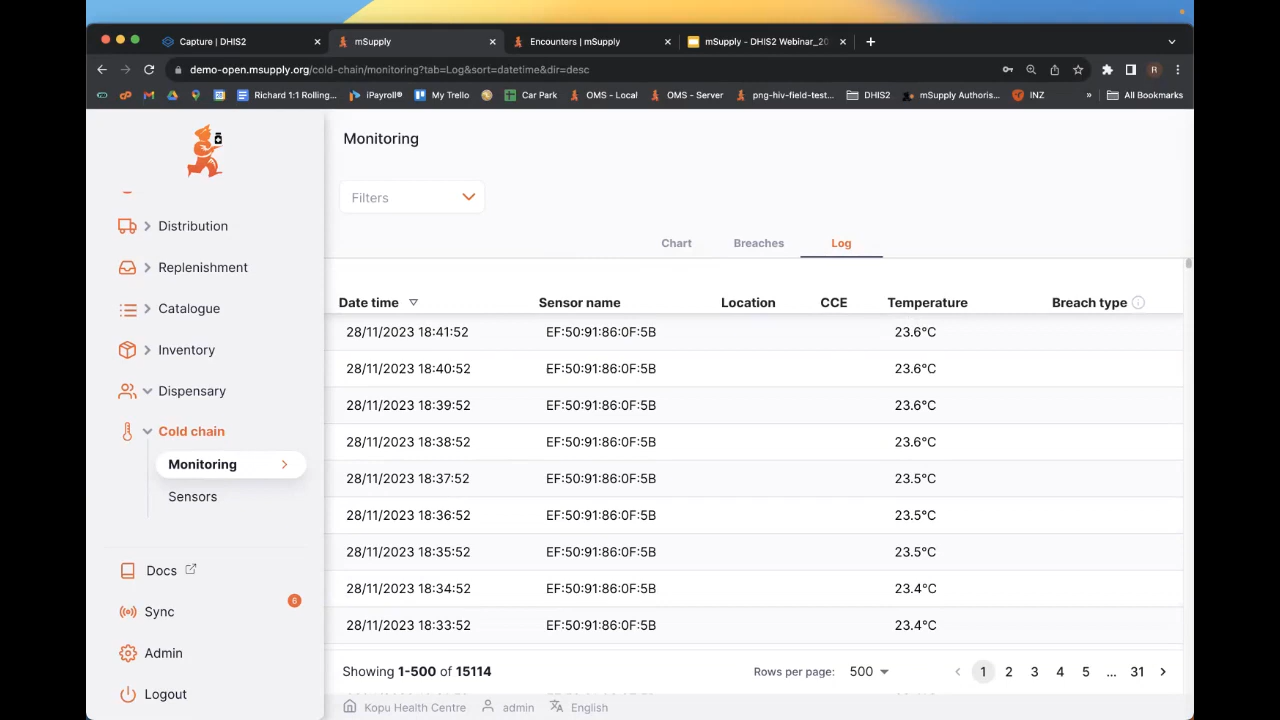 Capture | DHIS2
mSupply
Encounters | mSupply
mSupply - DHIS2 Webinar_20
demo-open.msupply.org/cold-chain/monitoring?tab=Log&sort=datetime&dir=desc
R
Richard 1:1 Rolling...
iPayroll®
My Trello
Car Park
OMS - Local
OMS - Server
png-hiv-field-test...
DHIS2
mSupply Authoris...
INZ
»
All Bookmarks
Monitoring
Filters
Chart
Breaches
Log
Distribution
Replenishment
Catalogue
Inventory
Dispensary
Cold chain
Monitoring
Sensors
Docs
Sync
6
Admin
Logout
Date time Sensor name Location CCE Temperature Breach type
28/11/2023 18:41:52 EF:50:91:86:0F:5B 23.6°C
28/11/2023 18:40:52 EF:50:91:86:0F:5B 23.6°C
28/11/2023 18:39:52 EF:50:91:86:0F:5B 23.6°C
28/11/2023 18:38:52 EF:50:91:86:0F:5B 23.6°C
28/11/2023 18:37:52 EF:50:91:86:0F:5B 23.5°C
28/11/2023 18:36:52 EF:50:91:86:0F:5B 23.5°C
28/11/2023 18:35:52 EF:50:91:86:0F:5B 23.5°C
28/11/2023 18:34:52 EF:50:91:86:0F:5B 23.4°C
28/11/2023 18:33:52 EF:50:91:86:0F:5B 23.4°C
Showing 1-500 of 15114
Rows per page: 500
1 2 3 4 5 ... 31
Kopu Health Centre admin English